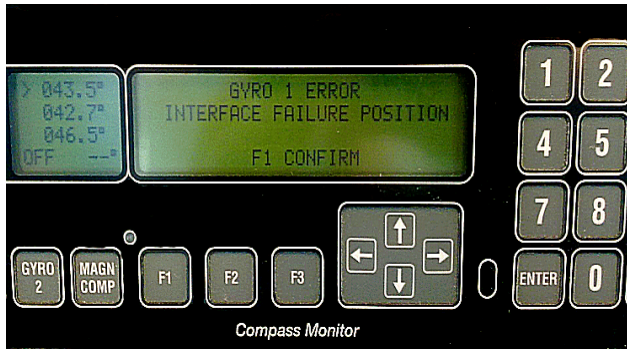 > 043.5°
042.7°
046.5°
OFF --°
GYRO 1 ERROR
INTERFACE FAILURE POSITION
F1 CONFIRM
1 2
4 5
7 8
GYRO 2
MAGN COMP
F1
F2
F3
ENTER
0
Compass Monitor